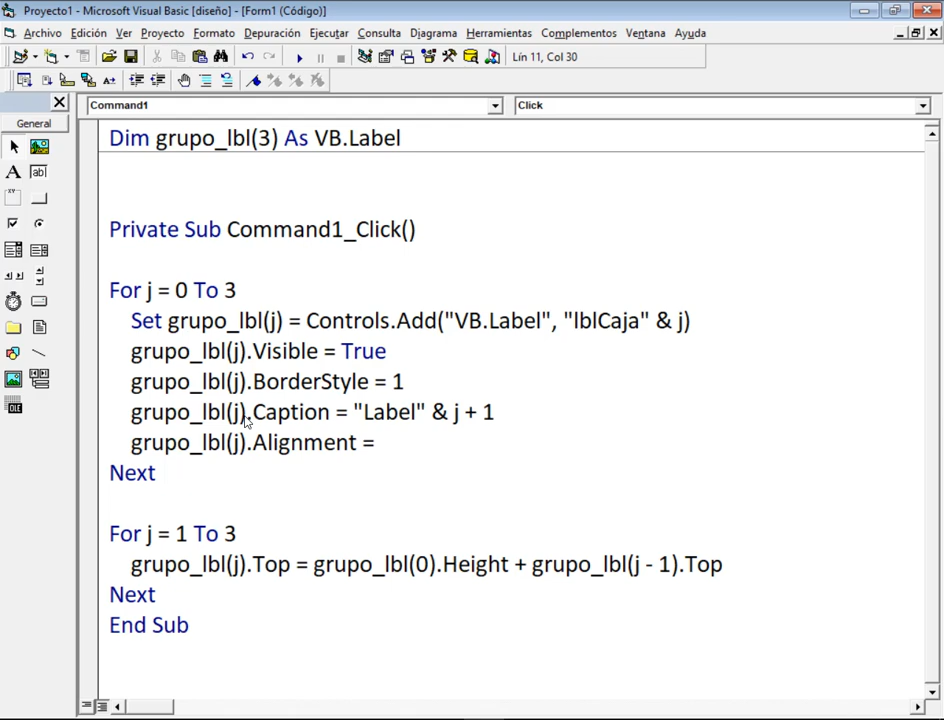 Proyecto1 - Microsoft Visual Basic [diseño] - [Form1 (Código)]
Archivo Edición Ver Proyecto Formato Depuración Ejecutar Consulta Diagrama Herramientas Complementos Ventana Ayuda
Lín 11, Col 30
Command1 Click
General
Dim grupo_lbl(3) As VB.Label
Private Sub Command1_Click()
For j = 0 To 3
Set grupo_lbl(j) = Controls.Add("VB.Label", "lblCaja" & j)
grupo_lbl(j).Visible = True
grupo_lbl(j).BorderStyle = 1
grupo_lbl(j).Caption = "Label" & j + 1
grupo_lbl(j).Alignment =
Next
For j = 1 To 3
grupo_lbl(j).Top = grupo_lbl(0).Height + grupo_lbl(j - 1).Top
Next
End Sub